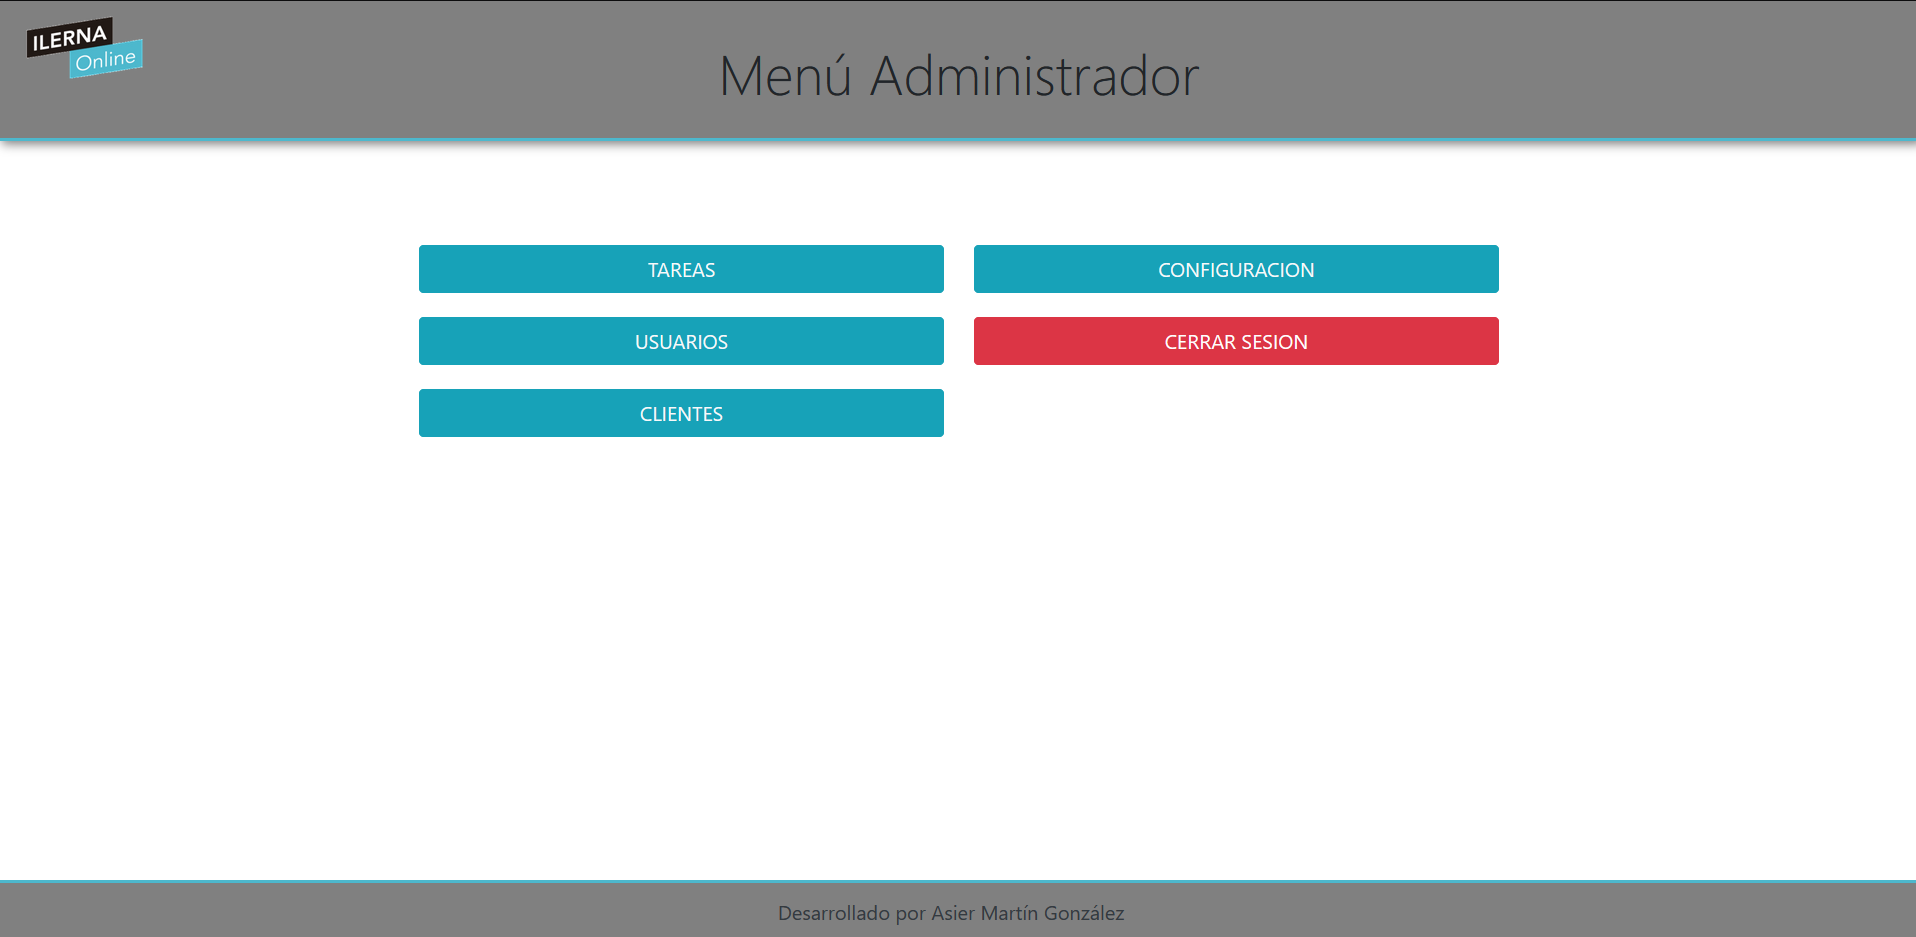 ILERNA
Online
Menú Administrador
TAREAS
CONFIGURACION
USUARIOS
CERRAR SESION
CLIENTES
Desarrollado por Asier Martín González